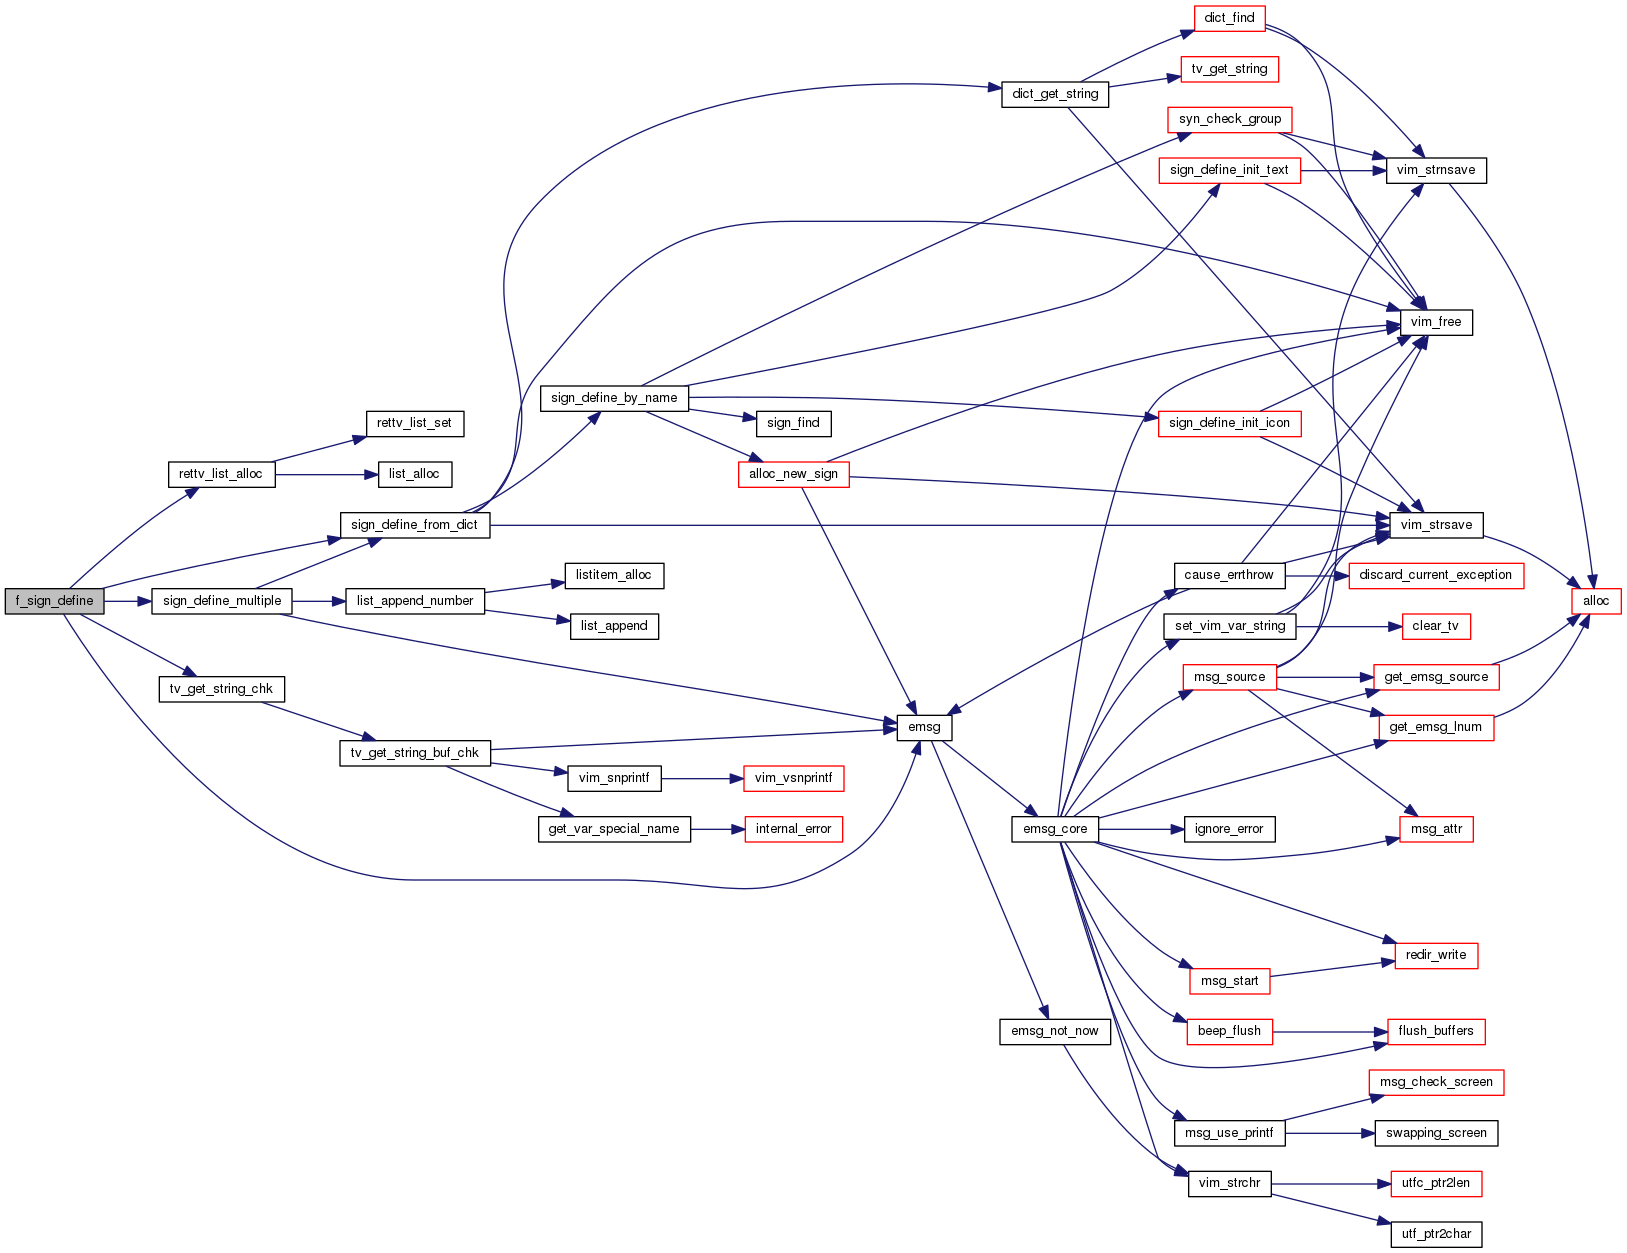 dict_find
tv_get_string
dict_get_string
syn_check_group
sign_define_init_text
vim_strnsave
vim_free
sign_define_by_name
sign_find
sign_define_init_icon
rettv_list_set
rettv_list_alloc
list_alloc
alloc_new_sign
sign_define_from_dict
vim_strsave
listitem_alloc
cause_errthrow
discard_current_exception
f_sign_define
sign_define_multiple
list_append_number
alloc
list_append
set_vim_var_string
clear_tv
tv_get_string_chk
msg_source
get_emsg_source
emsg
get_emsg_lnum
tv_get_string_buf_chk
vim_snprintf
vim_vsnprintf
get_var_special_name
internal_error
emsg_core
ignore_error
msg_attr
redir_write
msg_start
emsg_not_now
beep_flush
flush_buffers
msg_check_screen
msg_use_printf
swapping_screen
vim_strchr
utfc_ptr2len
utf_ptr2char